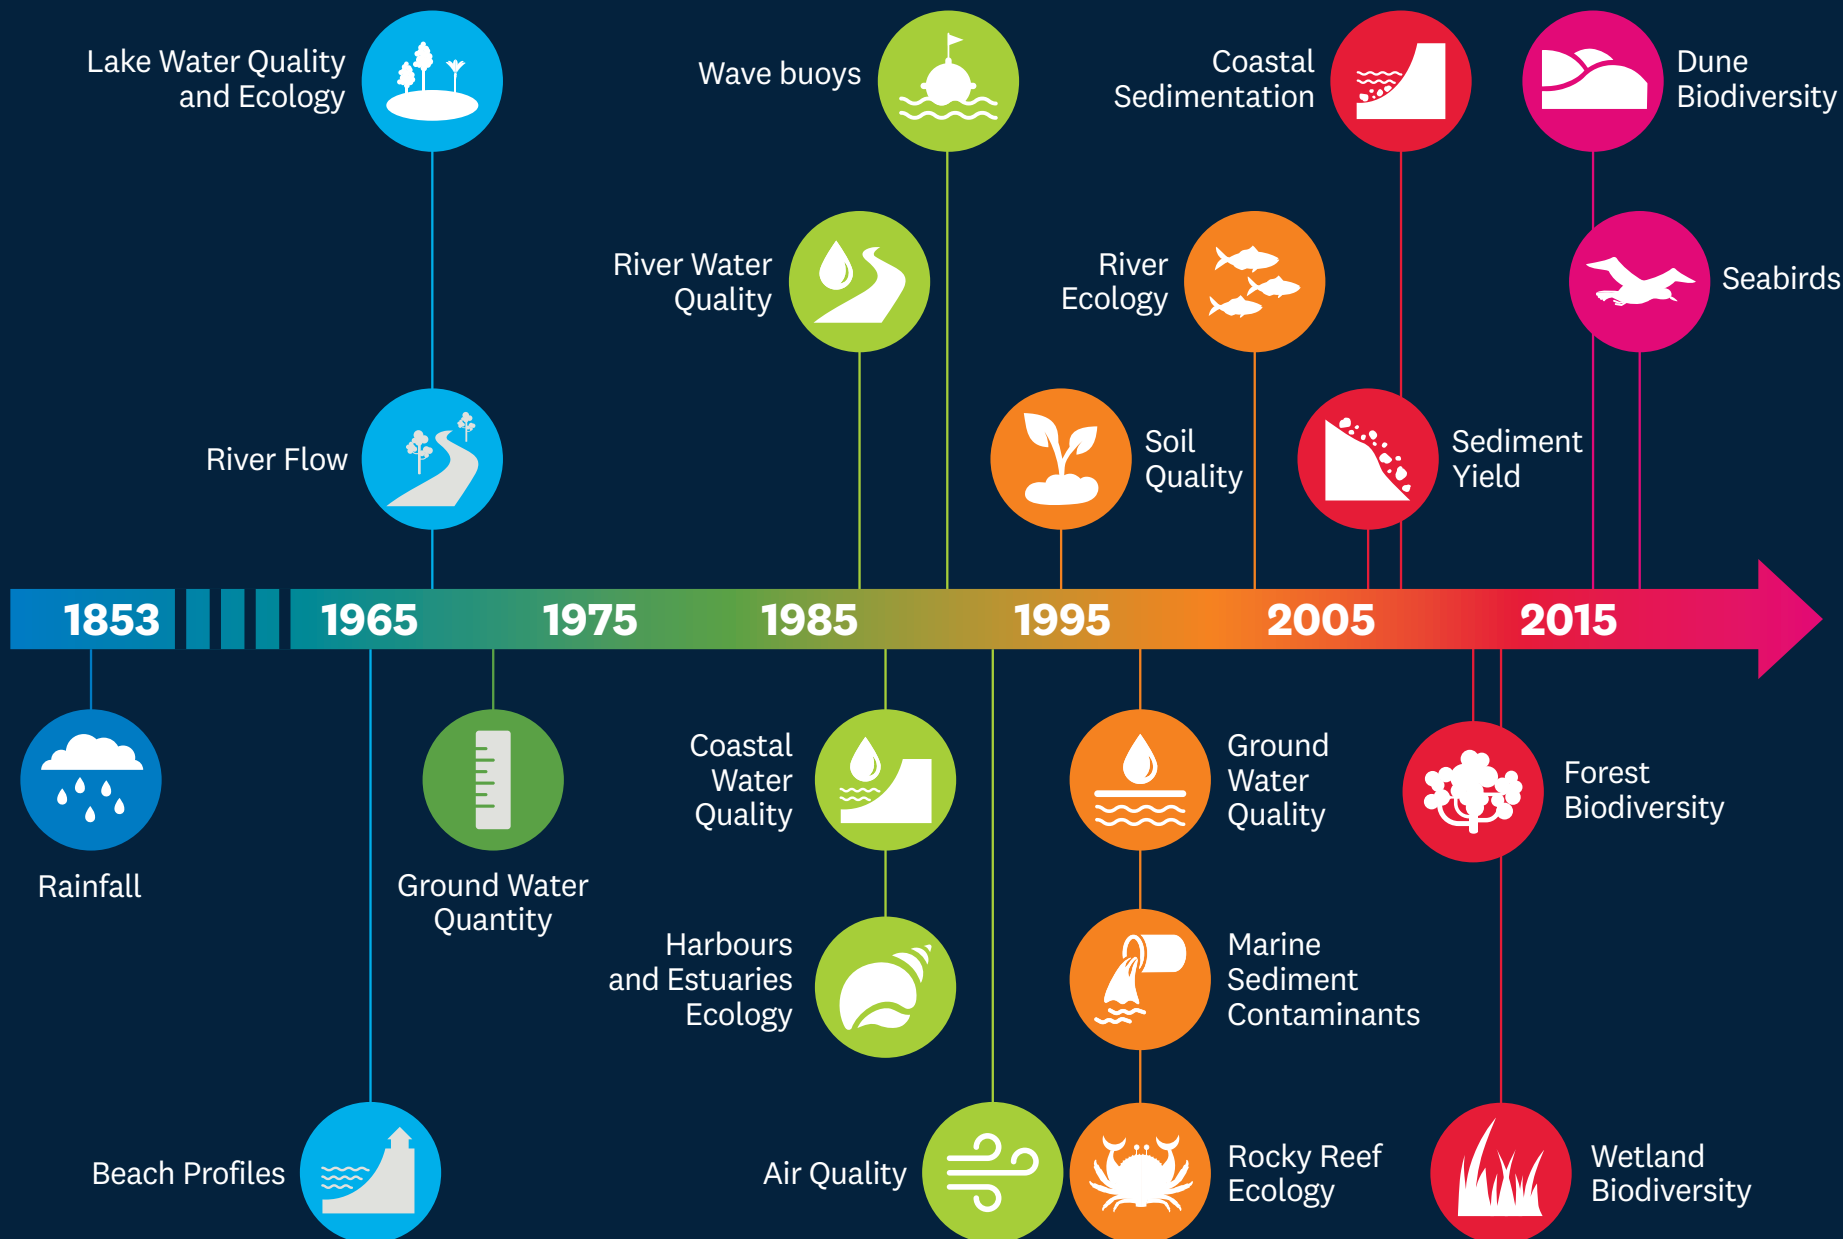 Lake Water Quality
and Ecology
Wave buoys
Coastal
Sedimentation
Dune
Biodiversity
River Water
Quality
River
Ecology
Seabirds
River Flow
Soil
Quality
Sediment
Yield
1853 1965 1975 1985 1995 2005 2015
Rainfall
Ground Water
Quantity
Coastal
Water
Quality
Ground
Water
Quality
Forest
Biodiversity
Harbours
and Estuaries
Ecology
Marine
Sediment
Contaminants
Beach Profiles
Air Quality
Rocky Reef
Ecology
Wetland
Biodiversity